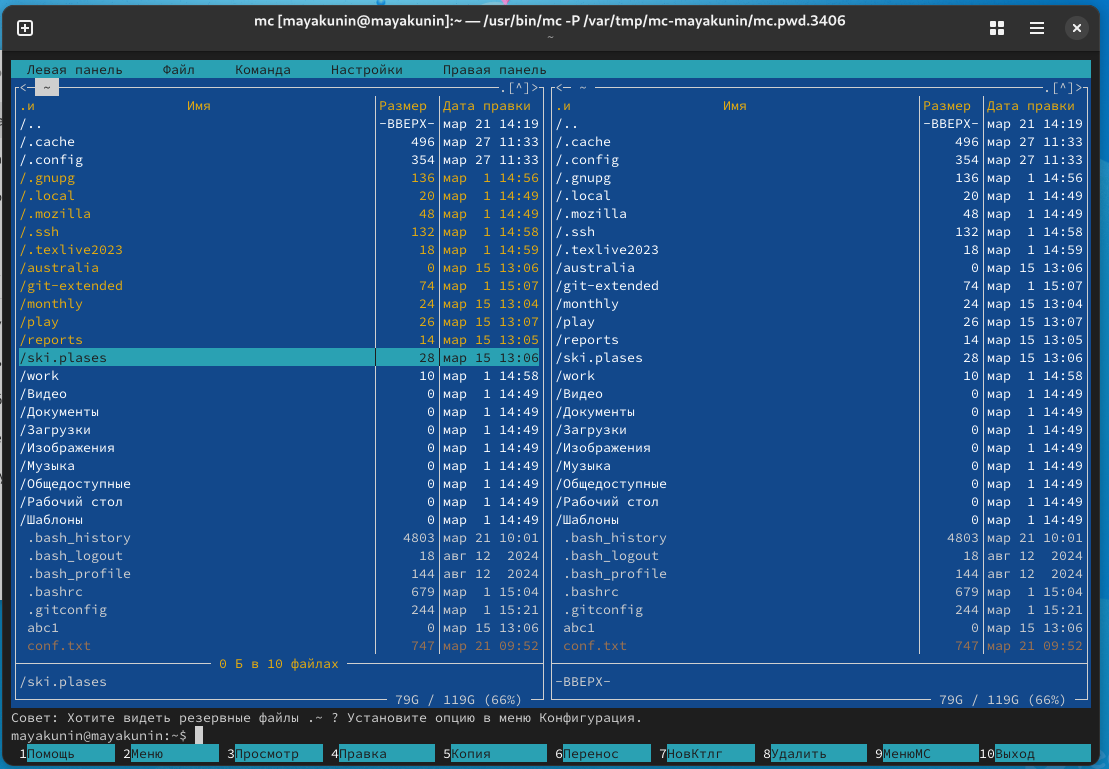 mc [mayakunin@mayakunin]:~ — /usr/bin/mc -P /var/tmp/mc-mayakunin/mc.pwd.3406
~
Левая панель Файл Команда Настройки Правая панель
<─ ~ .[^]> <─ ~ .[^]>
.и Имя Размер Дата правки .и Имя Размер Дата правки
/.. -ВВЕРХ- мар 21 14:19 /.. -ВВЕРХ- мар 21 14:19
/.cache 496 мар 27 11:33 /.cache 496 мар 27 11:33
/.config 354 мар 27 11:33 /.config 354 мар 27 11:33
/.gnupg 136 мар 1 14:56 /.gnupg 136 мар 1 14:56
/.local 20 мар 1 14:49 /.local 20 мар 1 14:49
/.mozilla 48 мар 1 14:49 /.mozilla 48 мар 1 14:49
/.ssh 132 мар 1 14:58 /.ssh 132 мар 1 14:58
/.texlive2023 18 мар 1 14:59 /.texlive2023 18 мар 1 14:59
/australia 0 мар 15 13:06 /australia 0 мар 15 13:06
/git-extended 74 мар 1 15:07 /git-extended 74 мар 1 15:07
/monthly 24 мар 15 13:04 /monthly 24 мар 15 13:04
/play 26 мар 15 13:07 /play 26 мар 15 13:07
/reports 14 мар 15 13:05 /reports 14 мар 15 13:05
/ski.plases 28 мар 15 13:06 /ski.plases 28 мар 15 13:06
/work 10 мар 1 14:58 /work 10 мар 1 14:58
/Видео 0 мар 1 14:49 /Видео 0 мар 1 14:49
/Документы 0 мар 1 14:49 /Документы 0 мар 1 14:49
/Загрузки 0 мар 1 14:49 /Загрузки 0 мар 1 14:49
/Изображения 0 мар 1 14:49 /Изображения 0 мар 1 14:49
/Музыка 0 мар 1 14:49 /Музыка 0 мар 1 14:49
/Общедоступные 0 мар 1 14:49 /Общедоступные 0 мар 1 14:49
/Рабочий стол 0 мар 1 14:49 /Рабочий стол 0 мар 1 14:49
/Шаблоны 0 мар 1 14:49 /Шаблоны 0 мар 1 14:49
.bash_history 4803 мар 21 10:01 .bash_history 4803 мар 21 10:01
.bash_logout 18 авг 12 2024 .bash_logout 18 авг 12 2024
.bash_profile 144 авг 12 2024 .bash_profile 144 авг 12 2024
.bashrc 679 мар 1 15:04 .bashrc 679 мар 1 15:04
.gitconfig 244 мар 1 15:21 .gitconfig 244 мар 1 15:21
abc1 0 мар 15 13:06 abc1 0 мар 15 13:06
conf.txt 747 мар 21 09:52 conf.txt 747 мар 21 09:52
0 Б в 10 файлах
/ski.plases -ВВЕРХ-
79G / 119G (66%) 79G / 119G (66%)
Совет: Хотите видеть резервные файлы .~ ? Установите опцию в меню Конфигурация.
mayakunin@mayakunin:~$
1Помощь 2Меню 3Просмотр 4Правка 5Копия 6Перенос 7НовКтлг 8Удалить 9МенюМС 10Выход